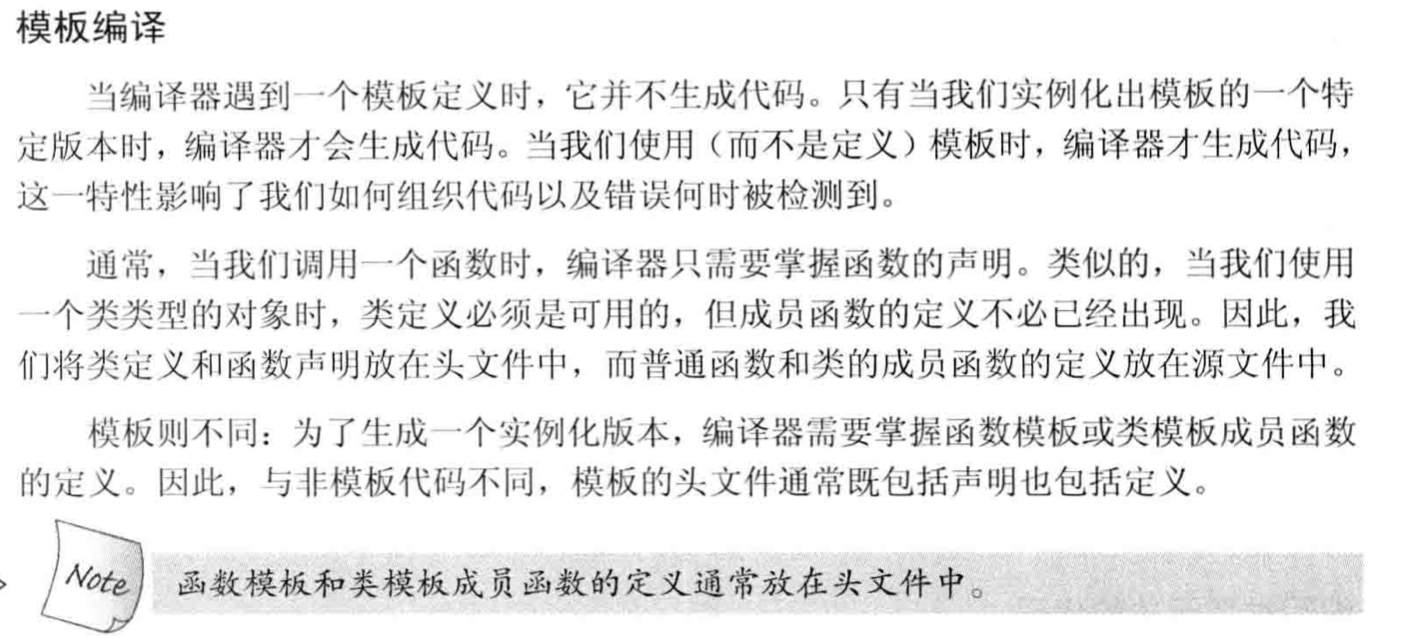 模板编译
当编译器遇到一个模板定义时，它并不生成代码。只有当我们实例化出模板的一个特
定版本时，编译器才会生成代码。当我们使用（而不是定义）模板时，编译器才生成代码，
这一特性影响了我们如何组织代码以及错误何时被检测到。
通常，当我们调用一个函数时，编译器只需要掌握函数的声明。类似的，当我们使用
一个类类型的对象时，类定义必须是可用的，但成员函数的定义不必已经出现。因此，我
们将类定义和函数声明放在头文件中，而普通函数和类的成员函数的定义放在源文件中。
模板则不同：为了生成一个实例化版本，编译器需要掌握函数模板或类模板成员函数
的定义。因此，与非模板代码不同，模板的头文件通常既包括声明也包括定义。
Note 函数模板和类模板成员函数的定义通常放在头文件中。